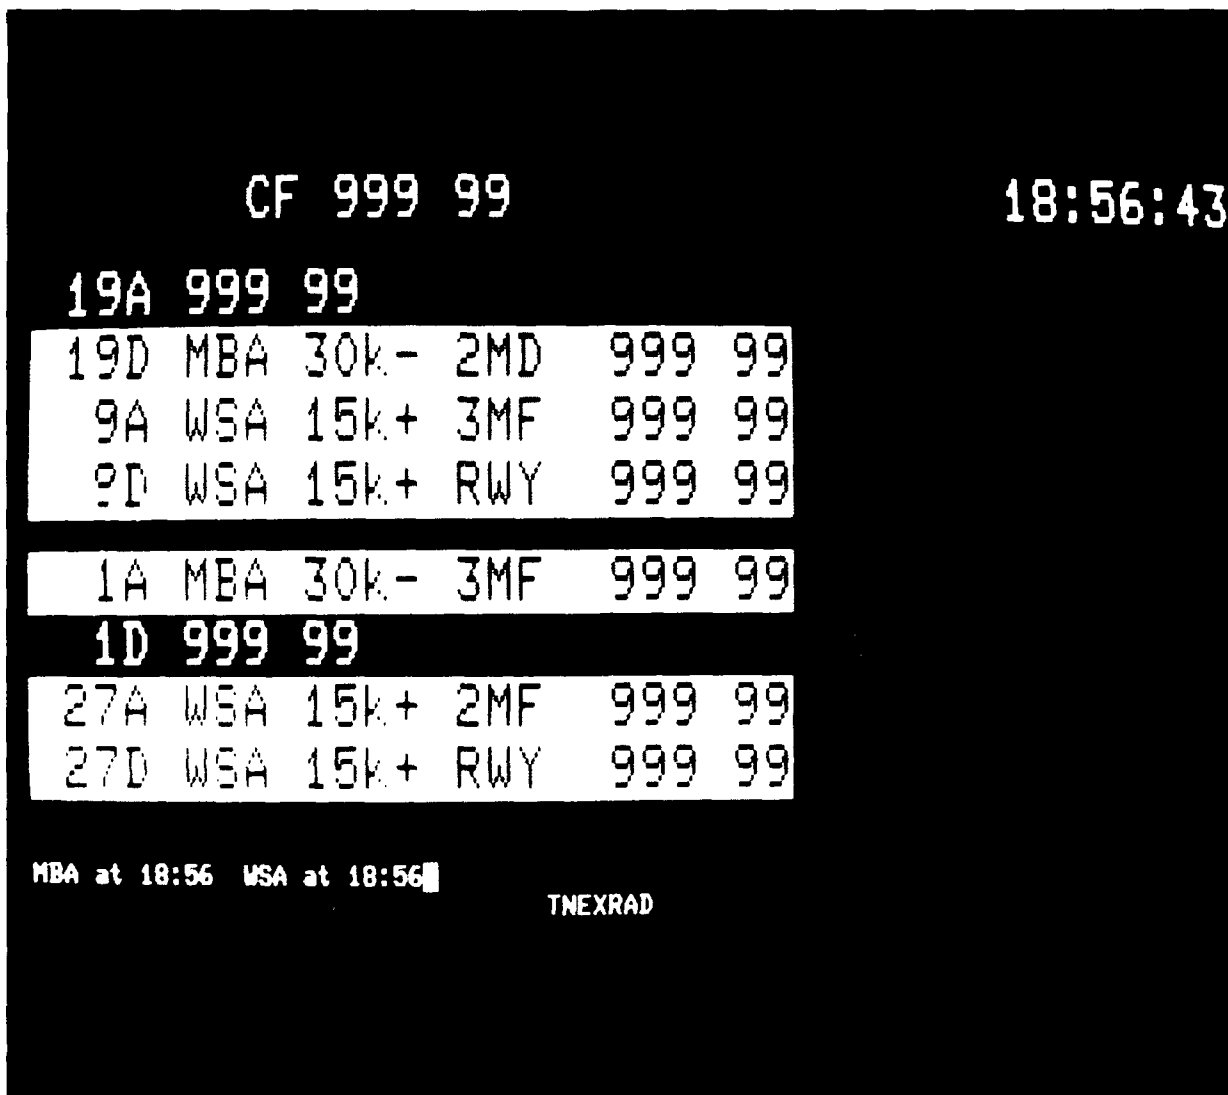 CF 999 99 18:56:43
19A 999 99
19D MBA 30k- 2MD 999 99
9A WSA 15k+ 3MF 999 99
9D WSA 15k+ RWY 999 99
1A MBA 30k- 3MF 999 99
1D 999 99
27A WSA 15k+ 2MF 999 99
27D WSA 15k+ RWY 999 99
MBA at 18:56 WSA at 18:56
TNEXRAD